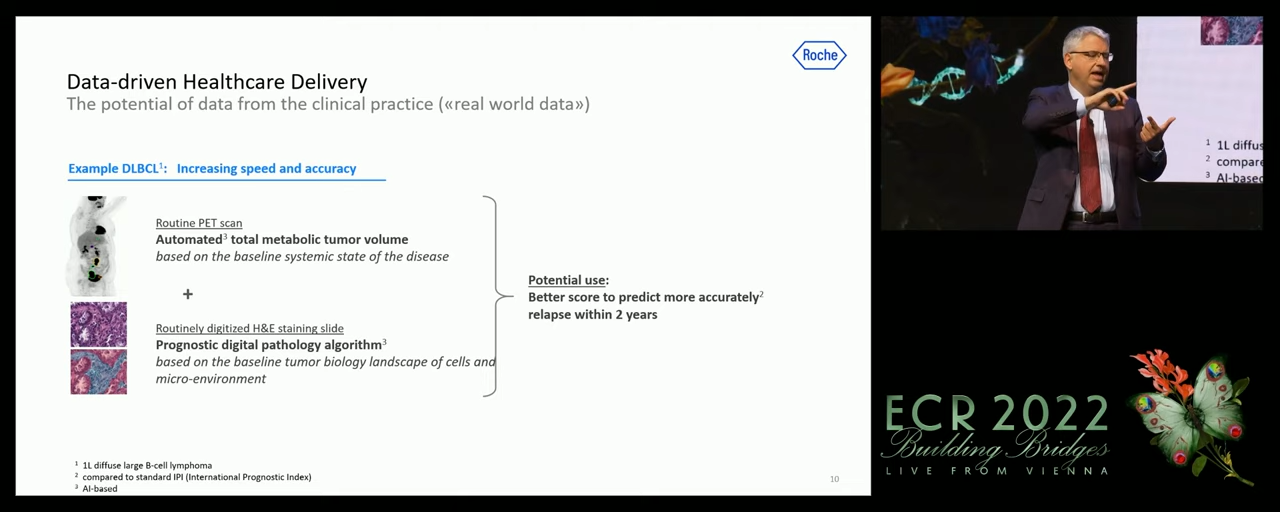 Roche
Data-driven Healthcare Delivery
The potential of data from the clinical practice («real world data»)
Example DLBCL1: Increasing speed and accuracy
Routine PET scan
Automated3 total metabolic tumor volume
based on the baseline systemic state of the disease
+
Routinely digitized H&E staining slide
Prognostic digital pathology algorithm3
based on the baseline tumor biology landscape of cells and
micro-environment
Potential use:
Better score to predict more accurately2
relapse within 2 years
1 1L diffuse large B-cell lymphoma
2 compared to standard IPI (International Prognostic Index)
3 AI-based
10
1 1L diffus
2 compare
3 AI-based
ECR 2022
Building Bridges
LIVE FROM VIENNA